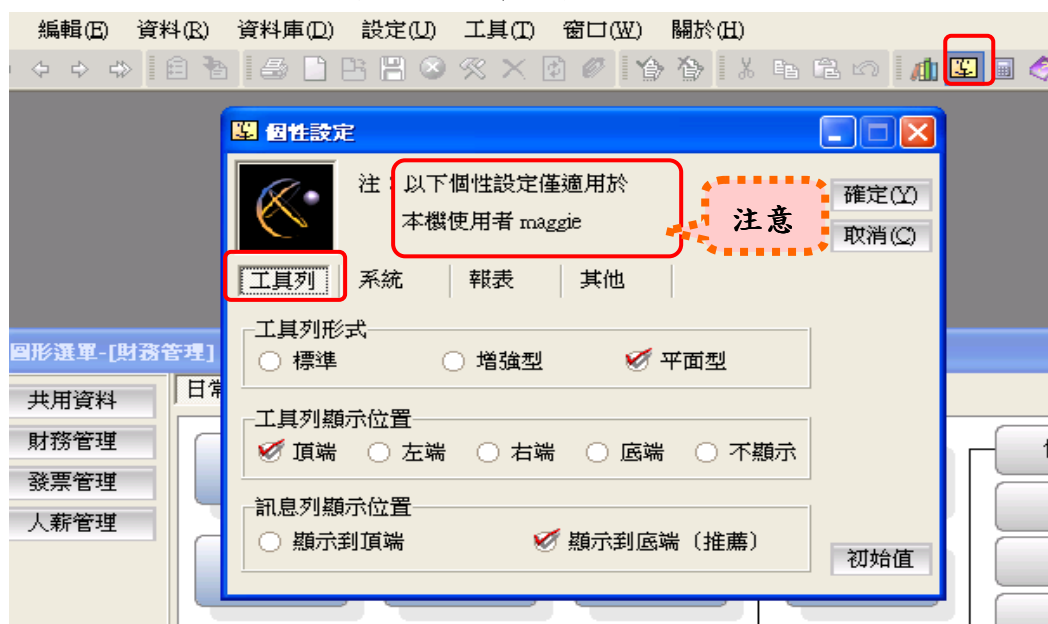 編輯(E) 資料(R) 資料庫(D) 設定(U) 工具(T) 窗口(W) 關於(H)
個性設定
注：以下個性設定僅適用於
本機使用者 maggie
注意
確定(Y)
取消(C)
工具列 系統 報表 其他
工具列形式
標準 增強型 平面型
工具列顯示位置
頂端 左端 右端 底端 不顯示
訊息列顯示位置
顯示到頂端 顯示到底端（推薦）
初始值
圖形選單-[財務管理]
日常
共用資料
財務管理
發票管理
人薪管理